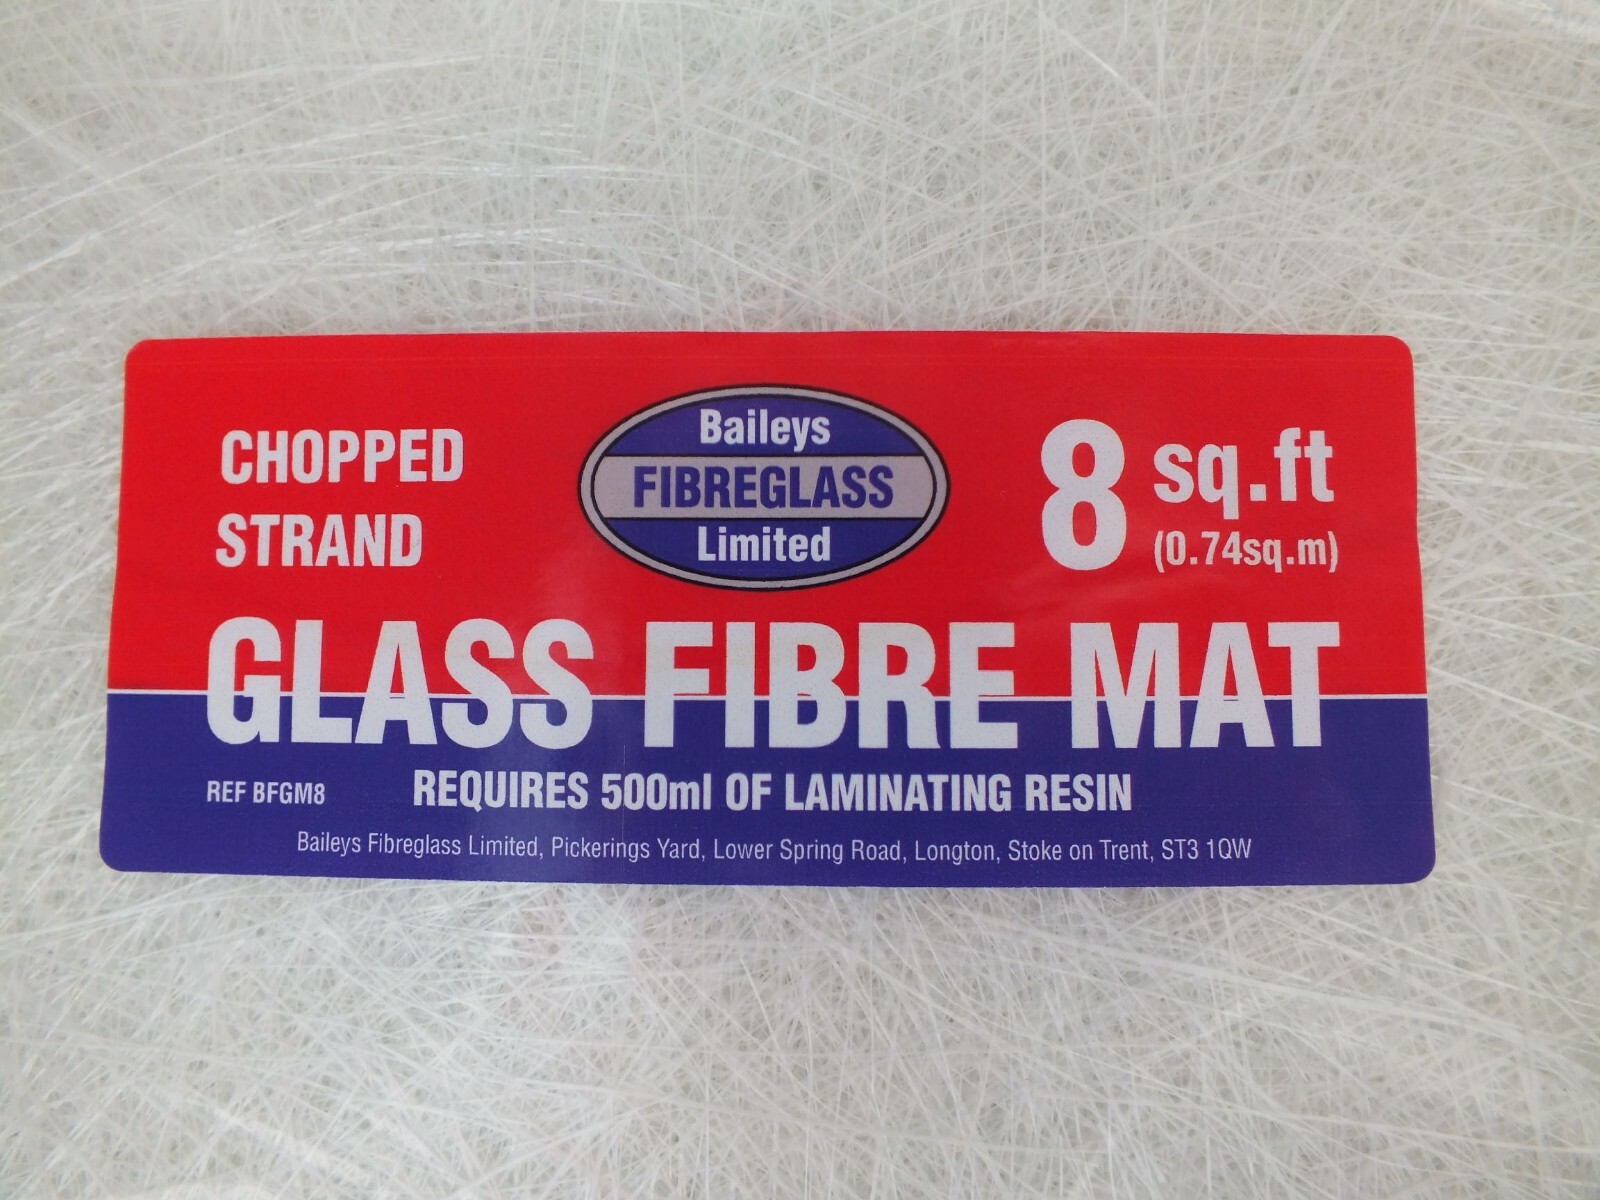 CHOPPED
STRAND
Baileys
FIBREGLASS
Limited
8 sq.ft
(0.74sq.m)
GLASS FIBRE MAT
REF BFGM8
REQUIRES 500ml OF LAMINATING RESIN
Baileys Fibreglass Limited, Pickerings Yard, Lower Spring Road, Longton, Stoke on Trent, ST3 1QW